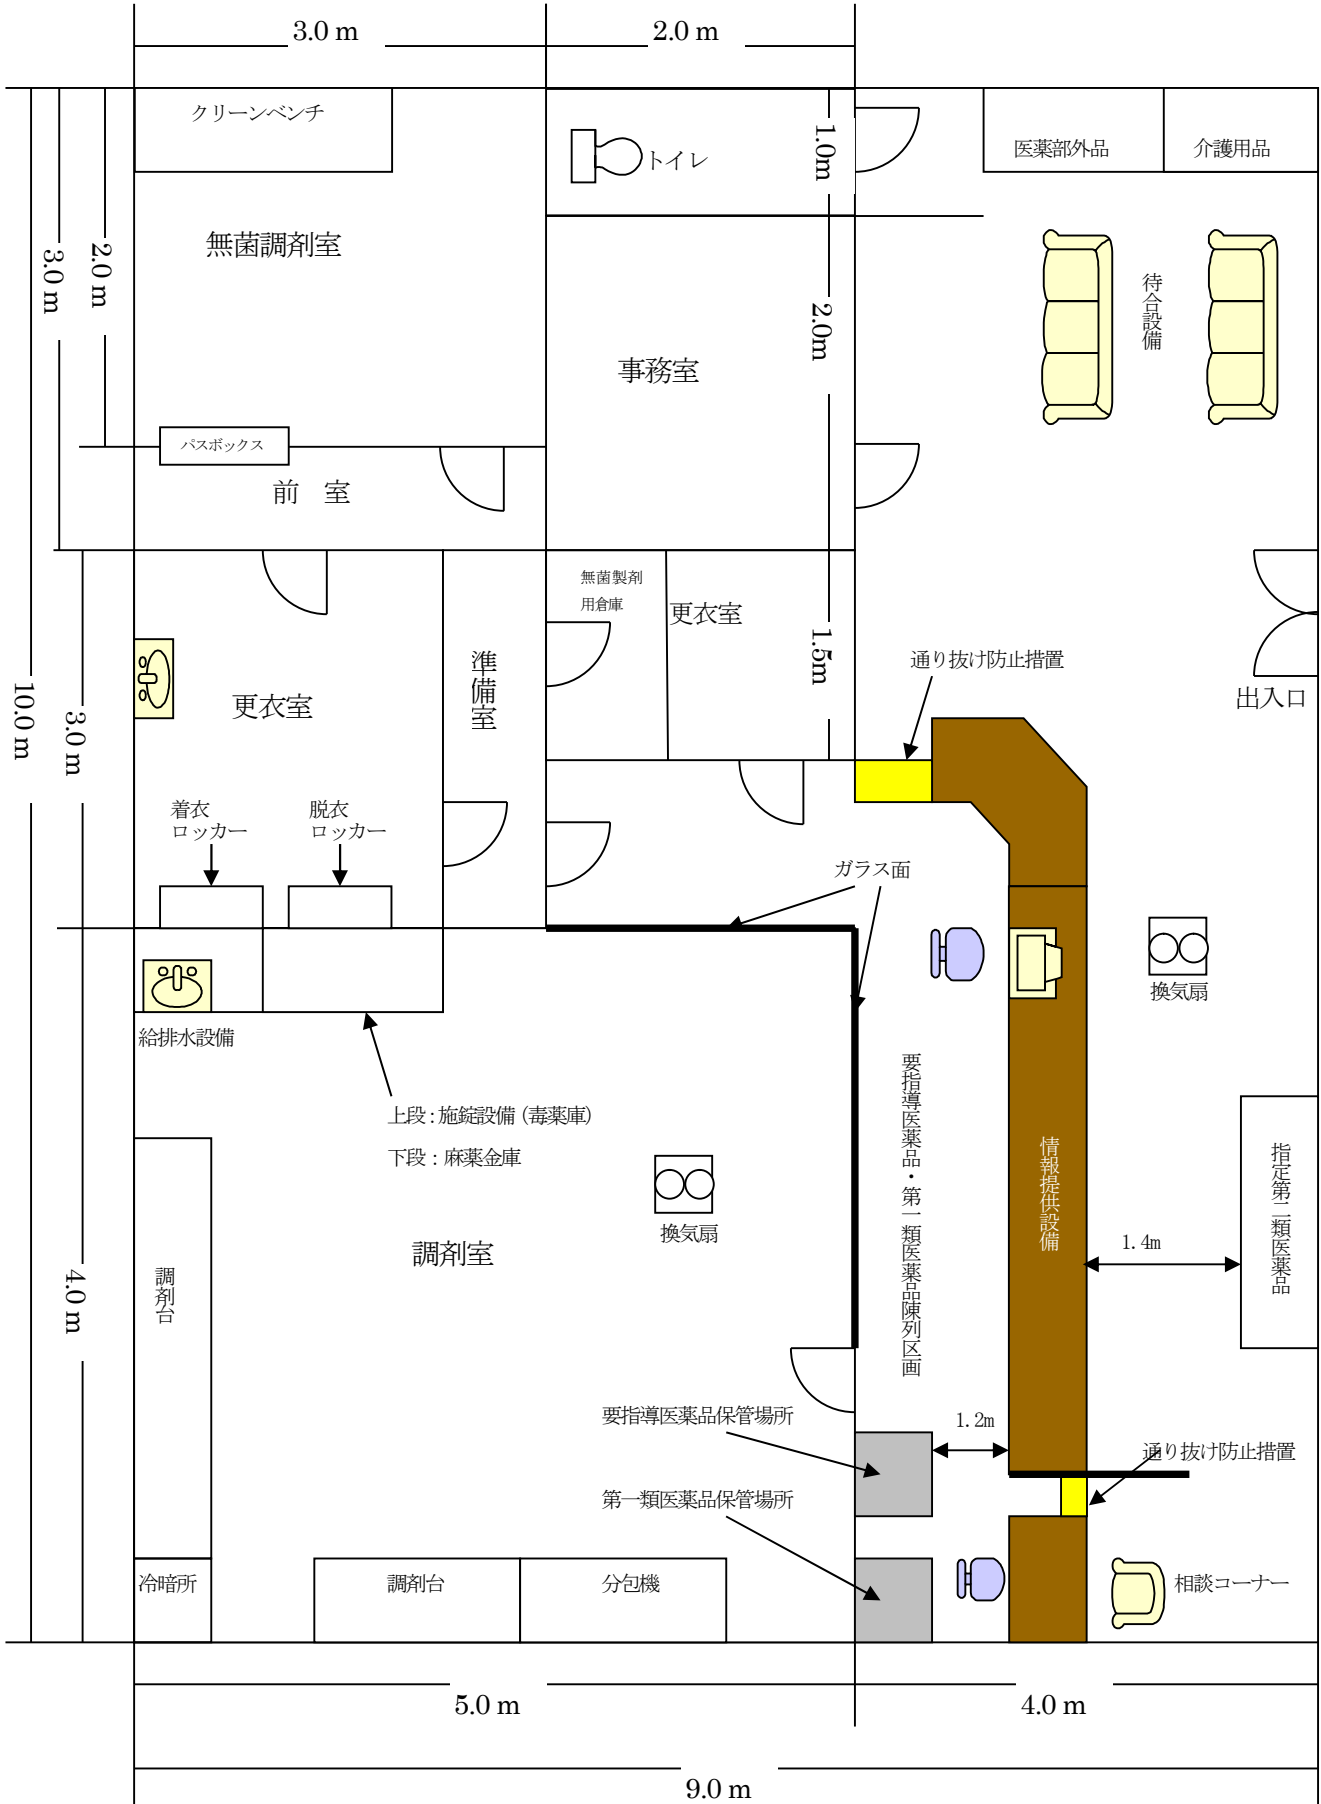 3.0 m
2.0 m
クリーンベンチ
トイレ
1.0m
医薬部外品
介護用品
無菌調剤室
3.0 m
2.0 m
待合設備
2.0m
事務室
パスボックス
前 室
無菌製剤
用倉庫
更衣室
1.5m
準備室
通り抜け防止措置
出入口
10.0 m
3.0 m
更衣室
着衣
ロッカー
脱衣
ロッカー
ガラス面
換気扇
給排水設備
要指導医薬品・第一類医薬品陳列区画
上段：施錠設備（毒薬庫）
下段：麻薬金庫
情報提供設備
指定第二類医薬品
換気扇
調剤室
1.4m
4.0 m
調剤台
要指導医薬品保管場所
1.2m
通り抜け防止措置
第一類医薬品保管場所
冷暗所
調剤台
分包機
相談コーナー
5.0 m
4.0 m
9.0 m